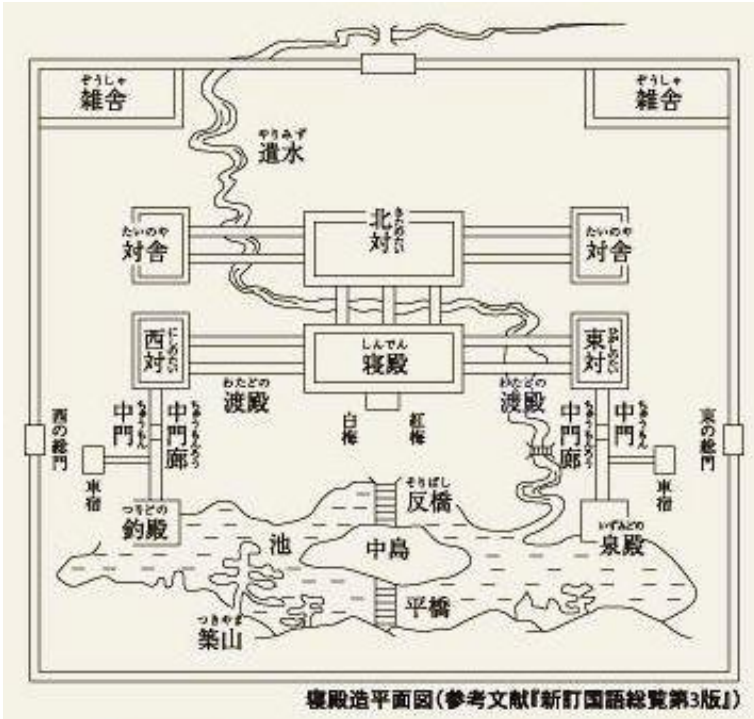 ぞうしゃ
雑舎
ぞうしゃ
雑舎
やりみず
遣水
たいのや
対舎
きたのたい
北対
たいのや
対舎
にしのたい
西対
しんでん
寝殿
ひがしのたい
東対
わたどの
渡殿
わたどの
渡殿
白梅
紅梅
西の総門
ちゅうもん
中門
ちゅうもんろう
中門廊
ちゅうもんろう
中門廊
ちゅうもん
中門
東の総門
車宿
車宿
つりどの
釣殿
そりばし
反橋
いずみどの
泉殿
池
中島
平橋
つきやま
築山
寝殿造平面図(参考文献『新訂国語総覧第3版』)